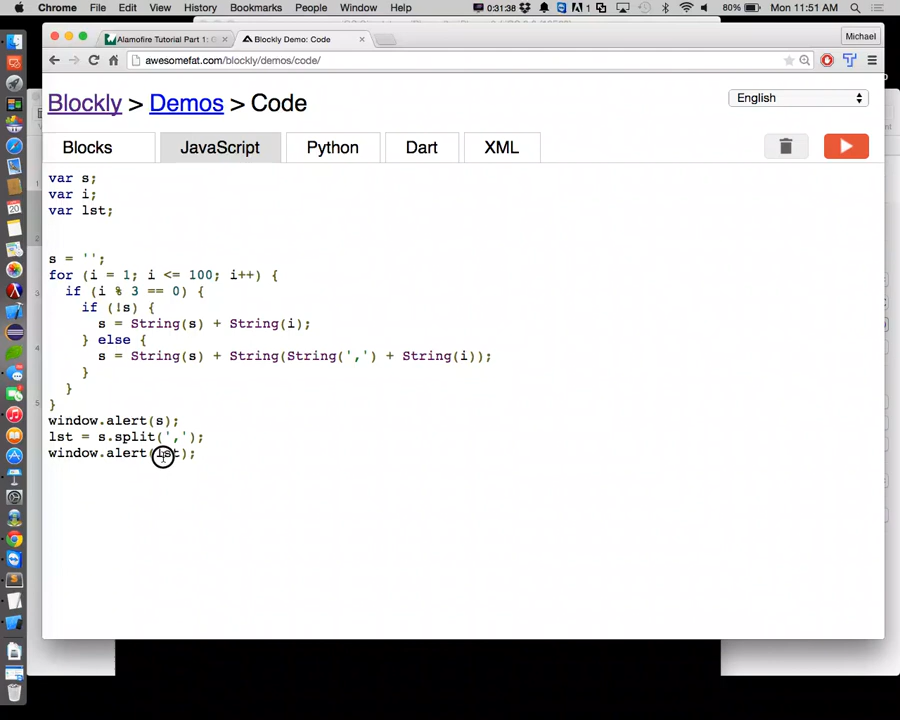 Chrome File Edit View History Bookmarks People Window Help 0:31:38 1 80% Mon 11:51 AM
Alamofire Tutorial Part 1: G × Blockly Demo: Code × Michael
awesomefat.com/blockly/demos/code/
Blockly > Demos > Code
English
Blocks JavaScript Python Dart XML
var s;
var i;
var lst;
s = '';
for (i = 1; i <= 100; i++) {
if (i % 3 == 0) {
if (!s) {
s = String(s) + String(i);
} else {
s = String(s) + String(String(',') + String(i));
}
}
}
window.alert(s);
lst = s.split(',');
window.alert(lst);